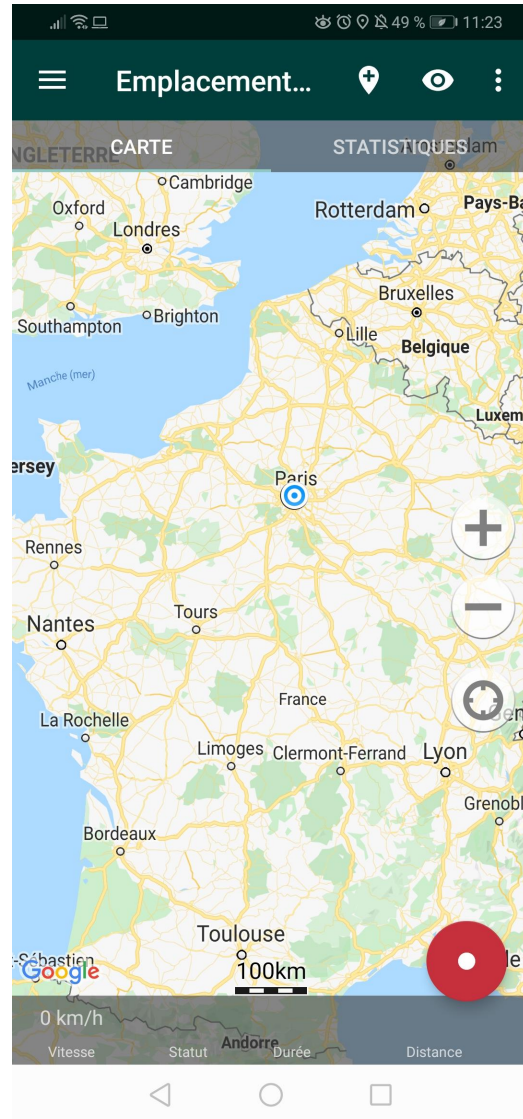 49 % 11:23
Emplacement...
CARTE STATISTIQUES
NGLETERRE
Cambridge
Oxford
Rotterdam
Pays-Ba
Londres
Bruxelles
Southampton
Brighton
Lille
Belgique
Manche (mer)
Luxem
ersey
Paris
Rennes
Tours
Nantes
France
La Rochelle
Limoges
Clermont-Ferrand
Lyon
Grenobl
Bordeaux
Toulouse
Google
100km
0 km/h
Andorre
Vitesse Statut Durée Distance